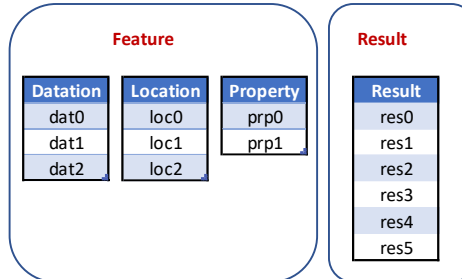 Feature Result
Datation Location Property Result
dat0 loc0 prp0 res0
dat1 loc1 prp1 res1
dat2 loc2 res2
res3
res4
res5